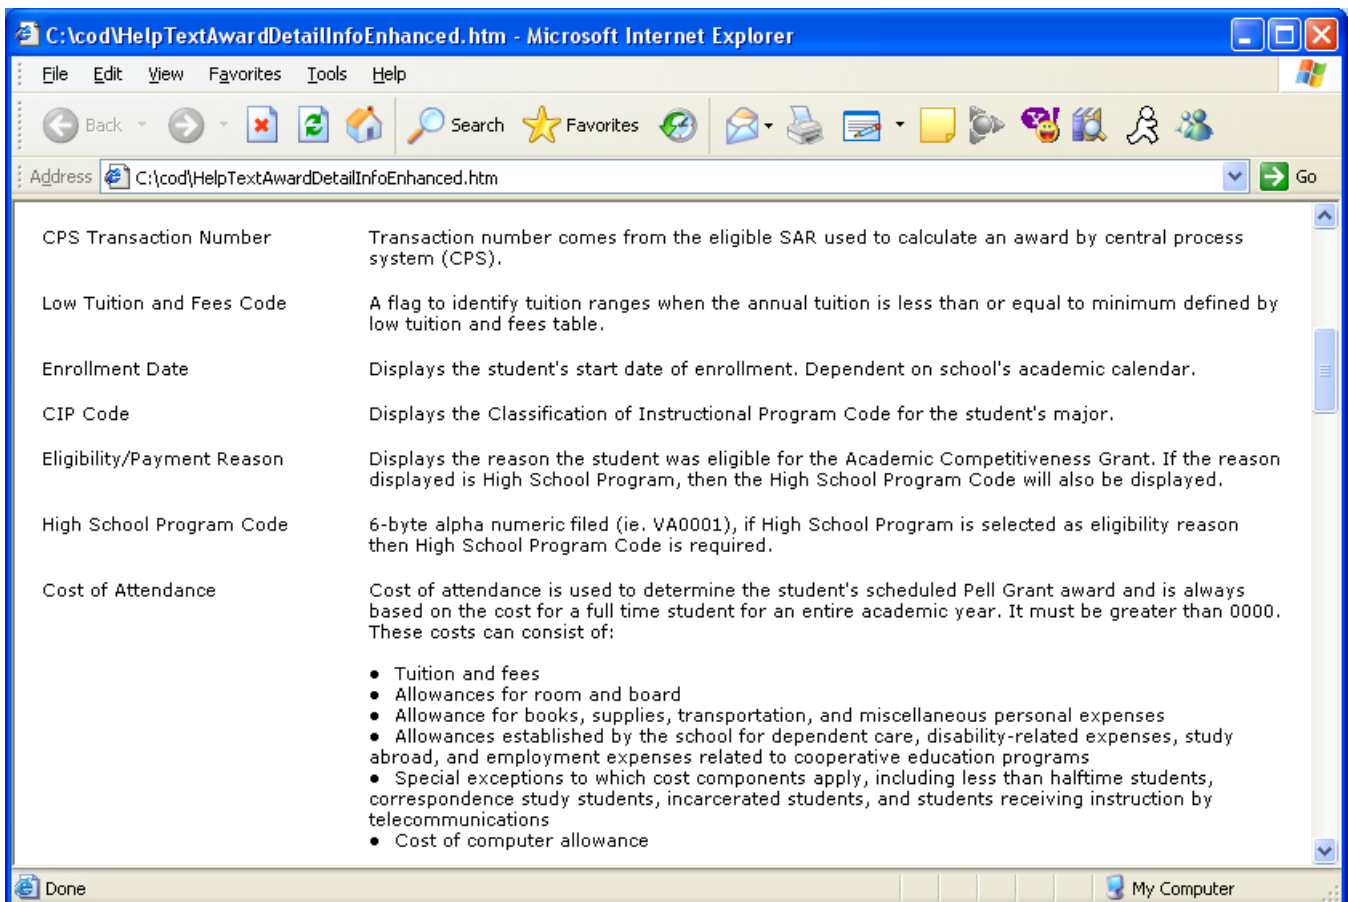 C:\cod\HelpTextAwardDetailInfoEnhanced.htm - Microsoft Internet Explorer
File Edit View Favorites Tools Help
Back Search Favorites
Address C:\cod\HelpTextAwardDetailInfoEnhanced.htm Go
CPS Transaction Number Transaction number comes from the eligible SAR used to calculate an award by central process
system (CPS).
Low Tuition and Fees Code A flag to identify tuition ranges when the annual tuition is less than or equal to minimum defined by
low tuition and fees table.
Enrollment Date Displays the student's start date of enrollment. Dependent on school's academic calendar.
CIP Code Displays the Classification of Instructional Program Code for the student's major.
Eligibility/Payment Reason Displays the reason the student was eligible for the Academic Competitiveness Grant. If the reason
displayed is High School Program, then the High School Program Code will also be displayed.
High School Program Code 6-byte alpha numeric filed (ie. VA0001), if High School Program is selected as eligibility reason
then High School Program Code is required.
Cost of Attendance Cost of attendance is used to determine the student's scheduled Pell Grant award and is always
based on the cost for a full time student for an entire academic year. It must be greater than 0000.
These costs can consist of:
● Tuition and fees
● Allowances for room and board
● Allowance for books, supplies, transportation, and miscellaneous personal expenses
● Allowances established by the school for dependent care, disability-related expenses, study
abroad, and employment expenses related to cooperative education programs
● Special exceptions to which cost components apply, including less than halftime students,
correspondence study students, incarcerated students, and students receiving instruction by
telecommunications
● Cost of computer allowance
Done My Computer